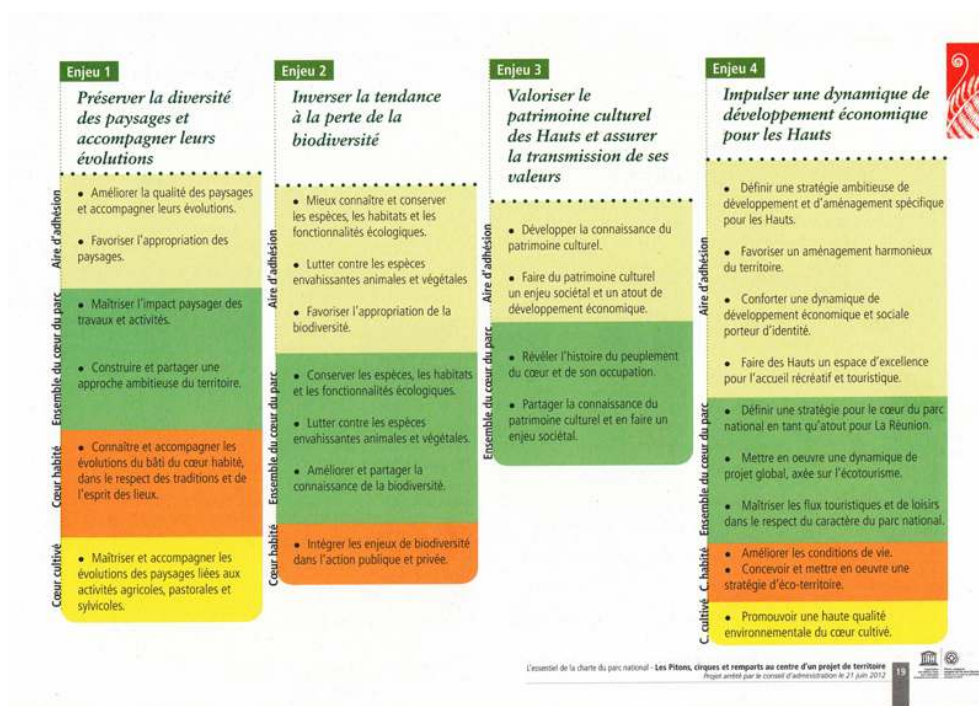 Enjeu 1
Préserver la diversité
des paysages et
accompagner leurs
évolutions
Aire d'adhésion
• Améliorer la qualité des paysages
et accompagner leurs évolutions.
• Favoriser l'appropriation des
paysages.
Ensemble du cœur du parc
• Maîtriser l'impact paysager des
travaux et activités.
• Construire et partager une
approche ambitieuse du territoire.
Cœur habité
• Connaître et accompagner les
évolutions du bâti du cœur habité,
dans le respect des traditions et de
l'esprit des lieux.
Cœur cultivé
• Maîtriser et accompagner les
évolutions des paysages liées aux
activités agricoles, pastorales et
sylvicoles.
Enjeu 2
Inverser la tendance
à la perte de la
biodiversité
Aire d'adhésion
• Mieux connaître et conserver
les espèces, les habitats et les
fonctionnalités écologiques.
• Lutter contre les espèces
envahissantes animales et végétales
• Favoriser l'appropriation de la
biodiversité.
Ensemble du cœur du parc
• Conserver les espèces, les habitats
et les fonctionnalités écologiques.
• Lutter contre les espèces
envahissantes animales et végétales.
• Améliorer et partager la
connaissance de la biodiversité.
Cœur habité
• Intégrer les enjeux de biodiversité
dans l'action publique et privée.
Enjeu 3
Valoriser le
patrimoine culturel
des Hauts et assurer
la transmission de ses
valeurs
Aire d'adhésion
• Développer la connaissance du
patrimoine culturel.
• Faire du patrimoine culturel
un enjeu sociétal et un atout de
développement économique.
Ensemble du cœur du parc
• Révéler l'histoire du peuplement
du cœur et de son occupation.
• Partager la connaissance du
patrimoine culturel et en faire un
enjeu sociétal.
Enjeu 4
Impulser une dynamique de
développement économique
pour les Hauts
Aire d'adhésion
• Définir une stratégie ambitieuse de
développement et d'aménagement spécifique
pour les Hauts.
• Favoriser un aménagement harmonieux
du territoire.
• Conforter une dynamique de
développement économique et sociale
porteur d'identité.
• Faire des Hauts un espace d'excellence
pour l'accueil récréatif et touristique.
Ensemble du cœur du parc
• Définir une stratégie pour le cœur du parc
national en tant qu'atout pour La Réunion.
• Mettre en oeuvre une dynamique de
projet global, axée sur l'écotourisme.
• Maîtriser les flux touristiques et de loisirs
dans le respect du caractère du parc national.
C. habité
• Améliorer les conditions de vie.
• Concevoir et mettre en oeuvre une
stratégie d'éco-territoire.
C. cultivé
• Promouvoir une haute qualité
environnementale du cœur cultivé.
L'essentiel de la charte du parc national - Les Pitons, cirques et remparts au centre d'un projet de territoire
Projet arrêté par le conseil d'administration le 21 juin 2012
19